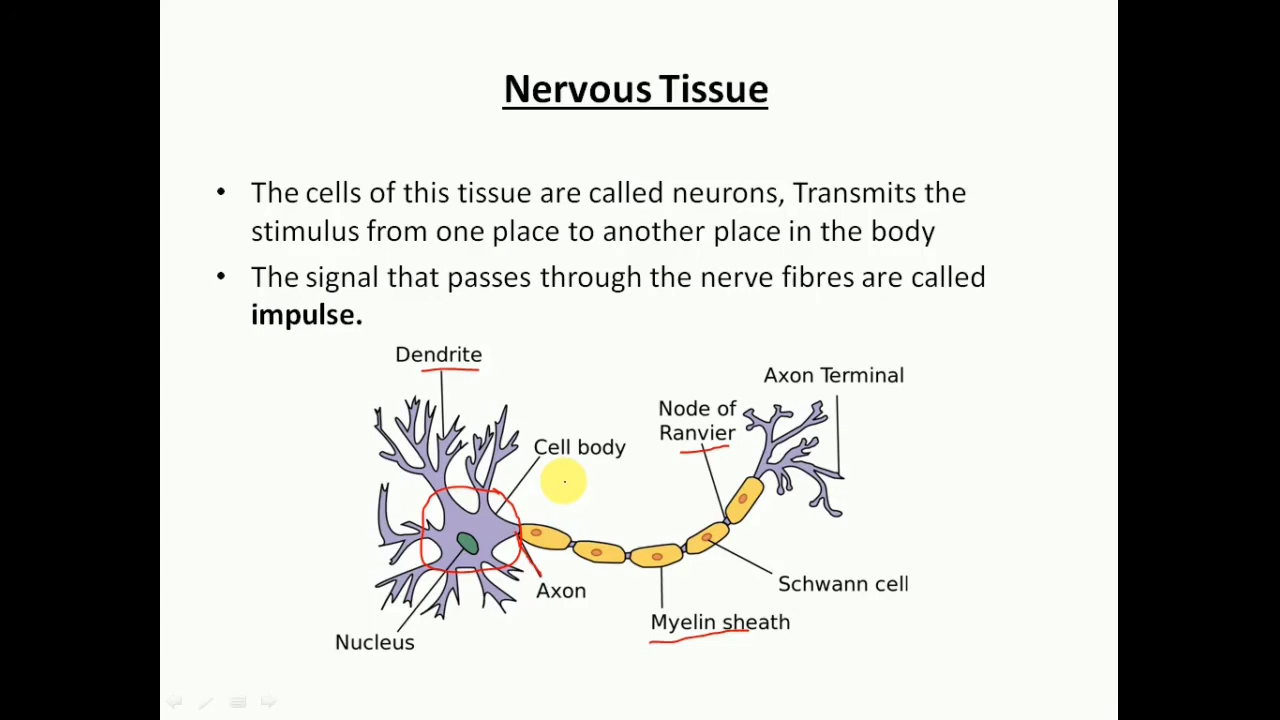 Nervous Tissue
• The cells of this tissue are called neurons, Transmits the
stimulus from one place to another place in the body
• The signal that passes through the nerve fibres are called
impulse.
Dendrite
Axon Terminal
Node of
Ranvier
Cell body
Schwann cell
Axon
Myelin sheath
Nucleus